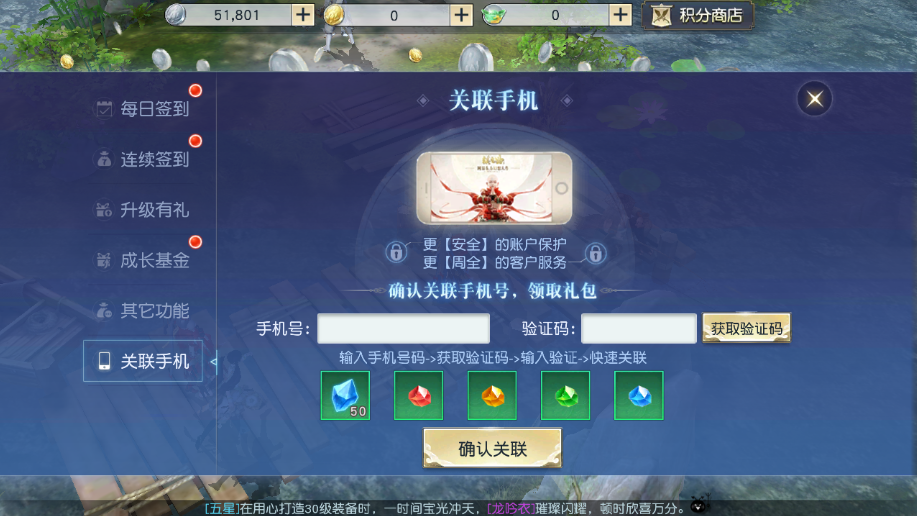 51,801
0
0
积分商店
每日签到
连续签到
升级有礼
成长基金
其它功能
关联手机
关联手机
更【安全】的账户保护
更【周全】的客户服务
确认关联手机号，领取礼包
手机号：
验证码：
获取验证码
输入手机号码->获取验证码->输入验证->快速关联
50
确认关联
[五星]在用心打造30级装备时，一时间宝光冲天，[龙吟衣]璀璨闪耀，顿时欣喜万分。